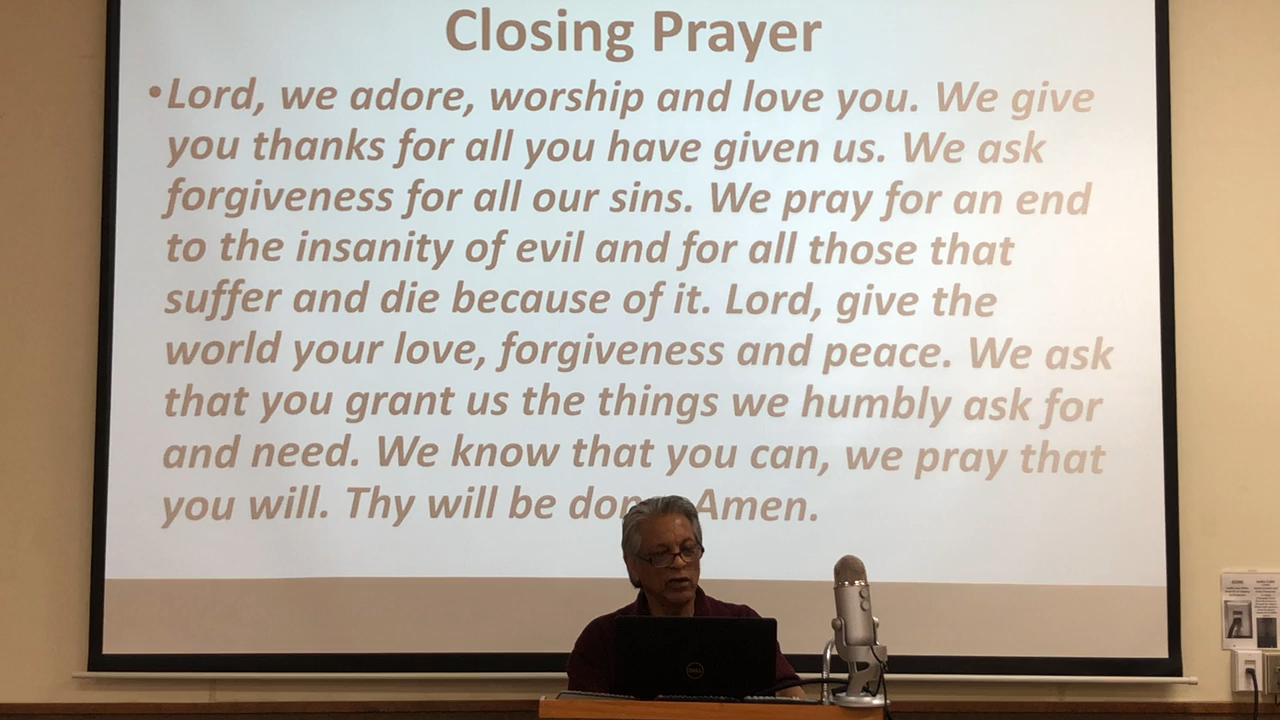 Closing Prayer
•Lord, we adore, worship and love you. We give
you thanks for all you have given us. We ask
forgiveness for all our sins. We pray for an end
to the insanity of evil and for all those that
suffer and die because of it. Lord, give the
world your love, forgiveness and peace. We ask
that you grant us the things we humbly ask for
and need. We know that you can, we pray that
you will. Thy will be don Amen.
DELL